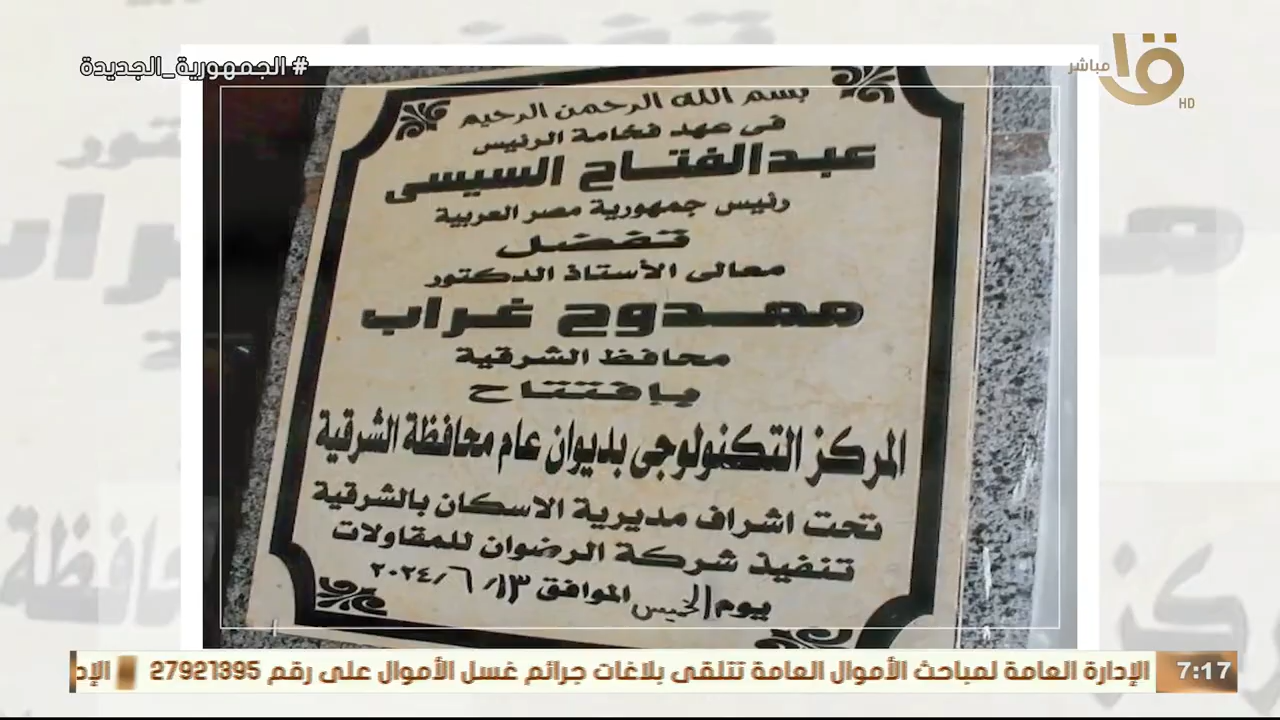 #الجمهورية_الجديدة
مباشر
HD
بسم الله الرحمن الرحيم
فى عهد فخامة الرئيس
عبدالفتاح السيسى
رئيس جمهورية مصر العربية
تفضل
معالى الأستاذ الدكتور
ممدوح غراب
محافظ الشرقية
بإفتتاح
المركز التكنولوجى بديوان عام محافظة الشرقية
تحت اشراف مديرية الاسكان بالشرقية
تنفيذ شركة الرضوان للمقاولات
يوم/الخميس الموافق ١٣/ ٦ /٢٠٢٤
7:17 الإدارة العامة لمباحث الأموال العامة تتلقى بلاغات جرائم غسل الأموال على رقم 27921395